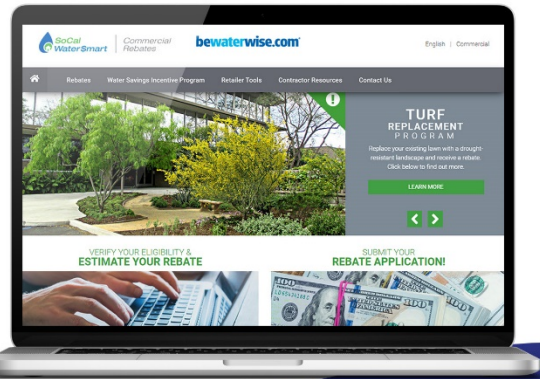 SoCal
WaterSmart
Commercial
Rebates
bewaterwise.com®
English | Commercial
Rebates
Water Savings Incentive Program
Retailer Tools
Contractor Resources
Contact Us
!
TURF
REPLACEMENT
PROGRAM
Replace your existing lawn with a drought-
resistant landscape and receive a rebate.
Click below to find out more.
LEARN MORE
VERIFY YOUR ELIGIBILITY &
ESTIMATE YOUR REBATE
SUBMIT YOUR
REBATE APPLICATION!
100